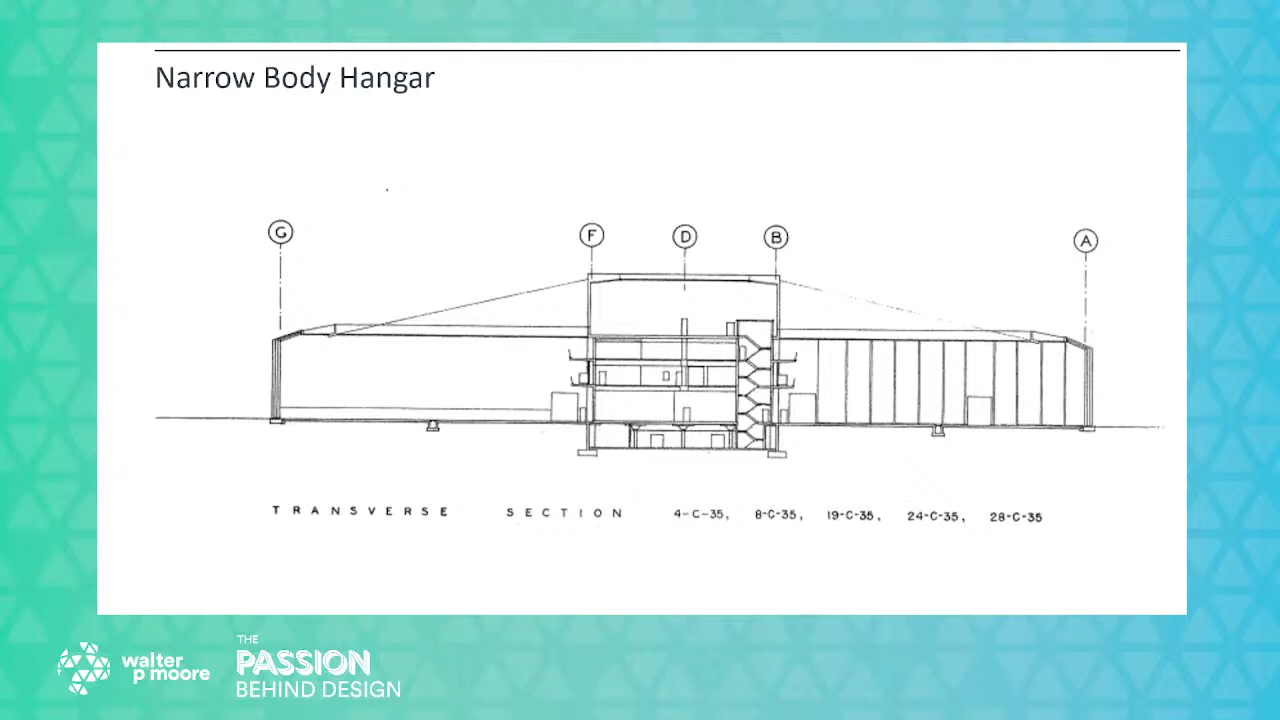 Narrow Body Hangar
G F D B A
TRANSVERSE SECTION 4-C-35, 8-C-35, 19-C-35, 24-C-35, 28-C-35
walter
p moore
THE
PASSION
BEHIND DESIGN